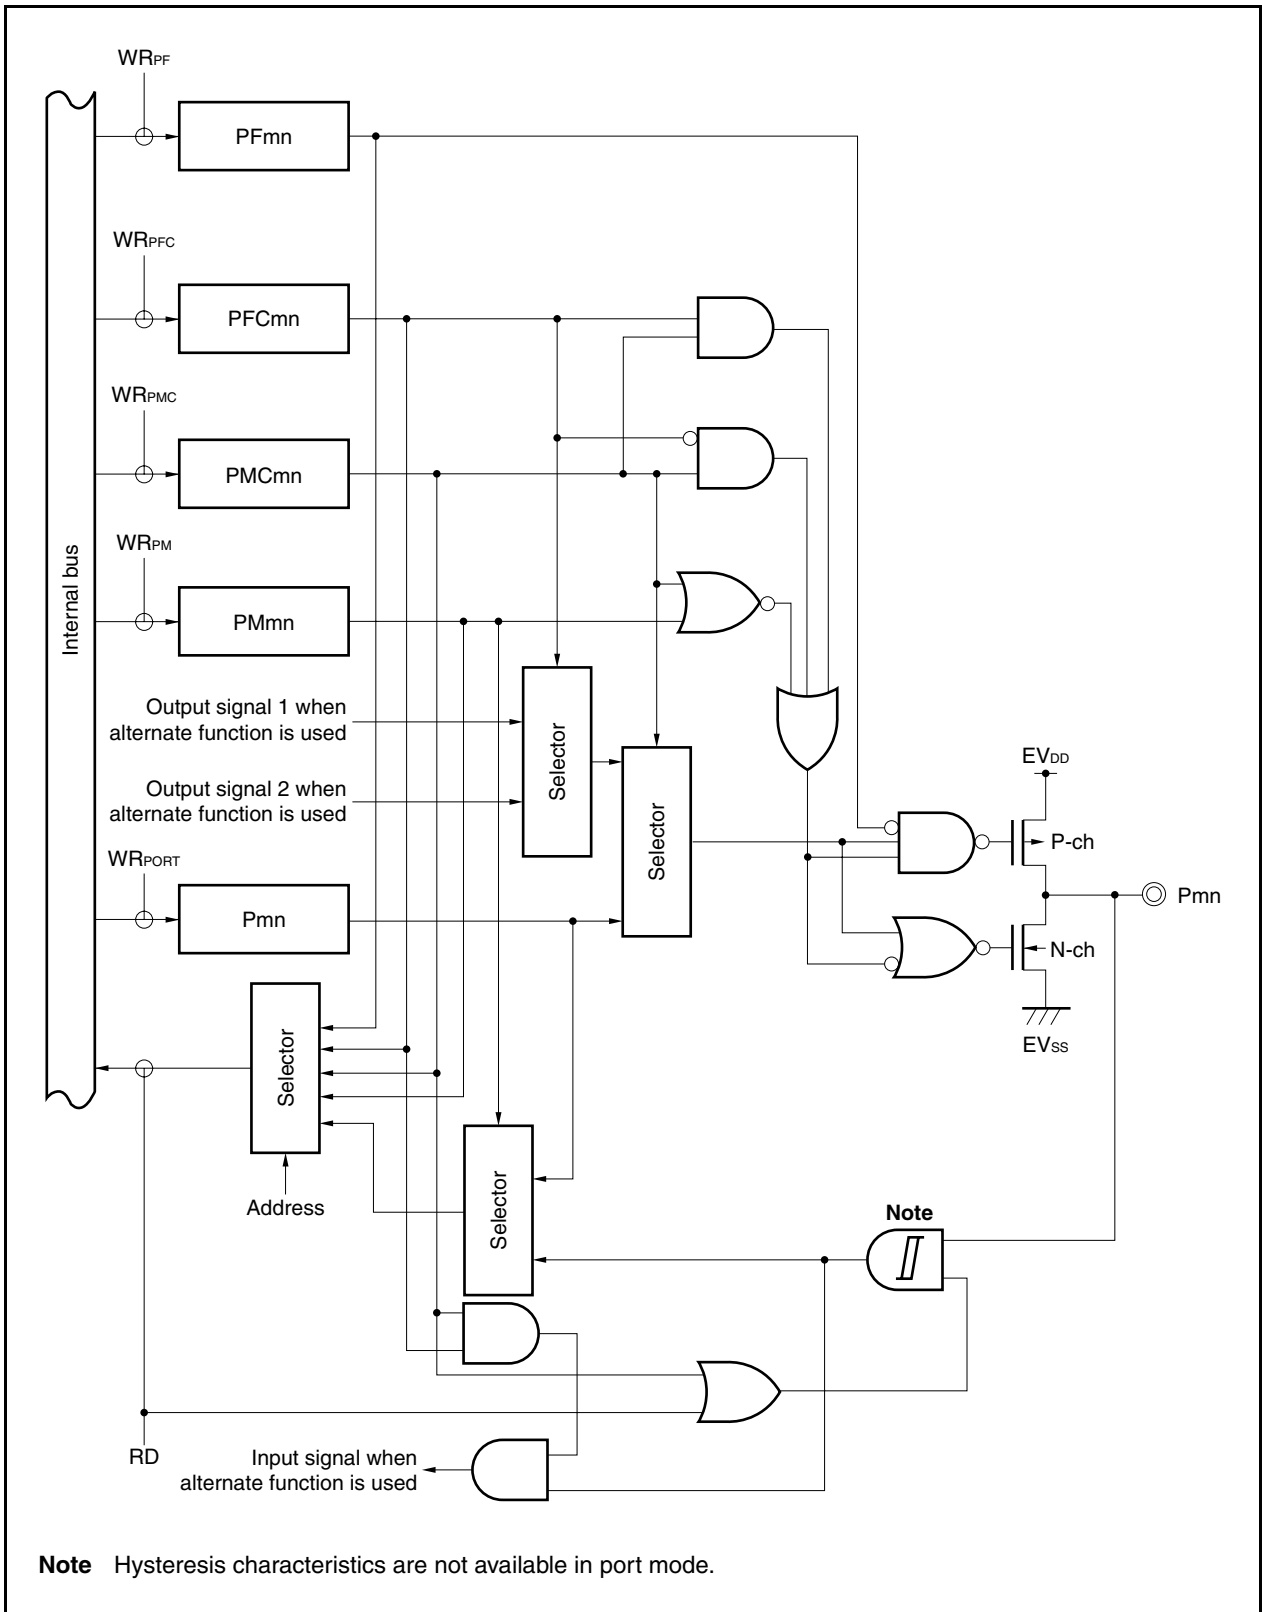 WRPF
PFmn
WRPFC
PFCmn
WRPMC
PMCmn
WRPM
PMmn
Internal bus
Output signal 1 when
alternate function is used
Output signal 2 when
alternate function is used
Selector
Selector
WRPORT
Pmn
EVDD
P-ch
Pmn
N-ch
EVSS
Selector
Address
Selector
Note
RD
Input signal when
alternate function is used
Note Hysteresis characteristics are not available in port mode.